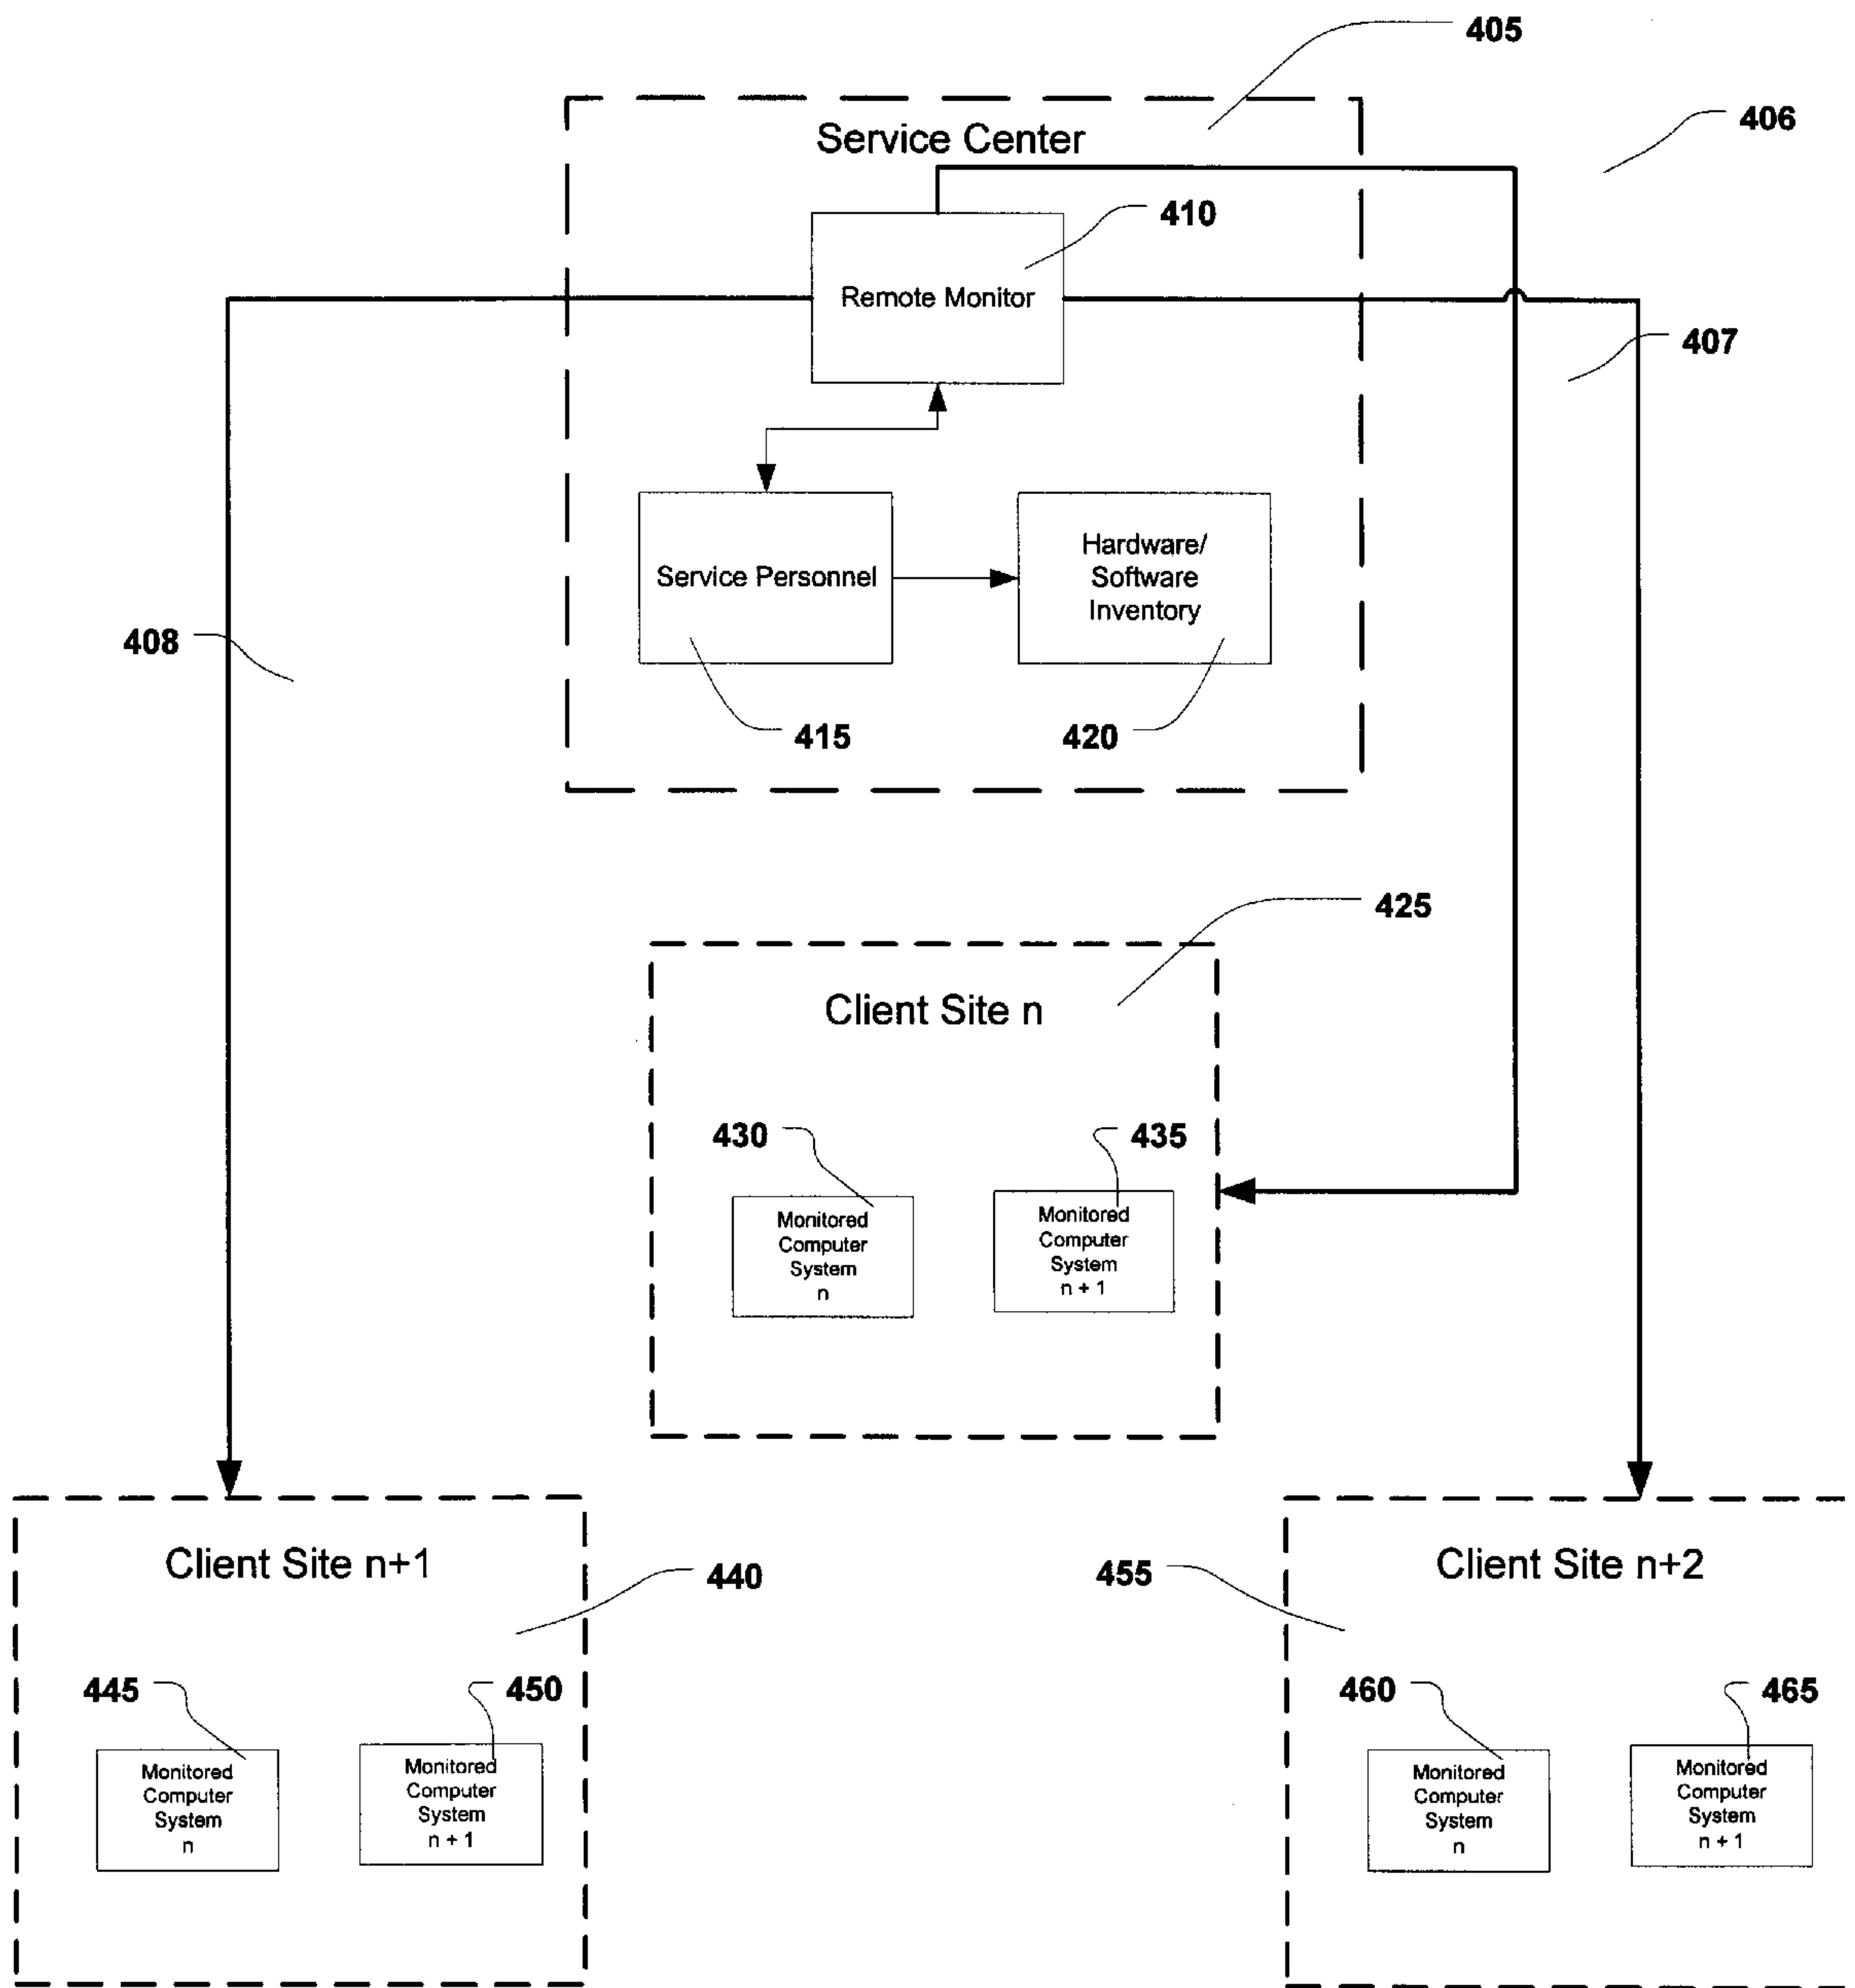 405
406
Service Center
410
Remote Monitor
407
Service Personnel
Hardware/
Software
Inventory
408
415
420
425
Client Site n
430
435
Monitored
Computer
System
n
Monitored
Computer
System
n + 1
Client Site n+1
440
455
Client Site n+2
445
450
460
465
Monitored
Computer
System
n
Monitored
Computer
System
n + 1
Monitored
Computer
System
n
Monitored
Computer
System
n + 1